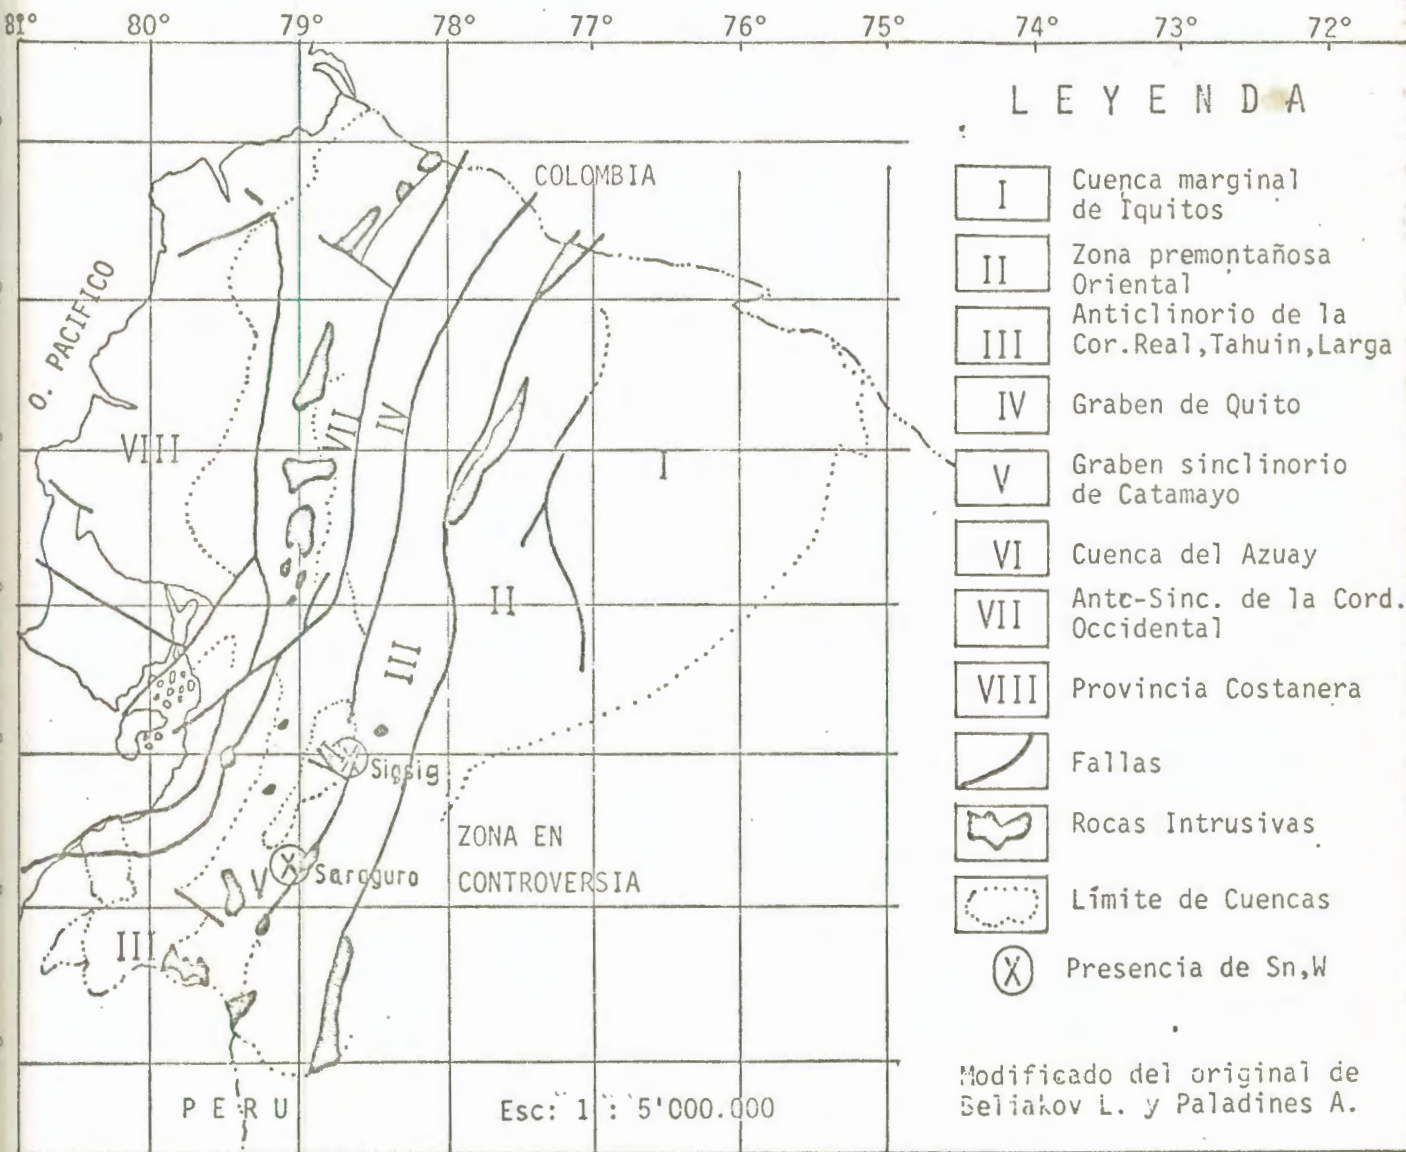 81° 80° 79° 78° 77° 76° 75° 74° 73° 72°
COLOMBIA
O. PACIFICO
VIII
VII
IV
I
II
III
VI
Sigsig
ZONA EN
CONTROVERSIA
Saraguro
V
III
PERU
Esc: 1 : 5'000.000
LEYENDA
I Cuenca marginal
de Iquitos
II Zona premontañosa
Oriental
III Anticlinorio de la
Cor.Real,Tahuin,Larga
IV Graben de Quito
V Graben sinclinorio
de Catamayo
VI Cuenca del Azuay
VII Ante-Sinc. de la Cord.
Occidental
VIII Provincia Costanera
Fallas
Rocas Intrusivas
Límite de Cuencas
X Presencia de Sn,W
Modificado del original de
Beliakov L. y Paladines A.